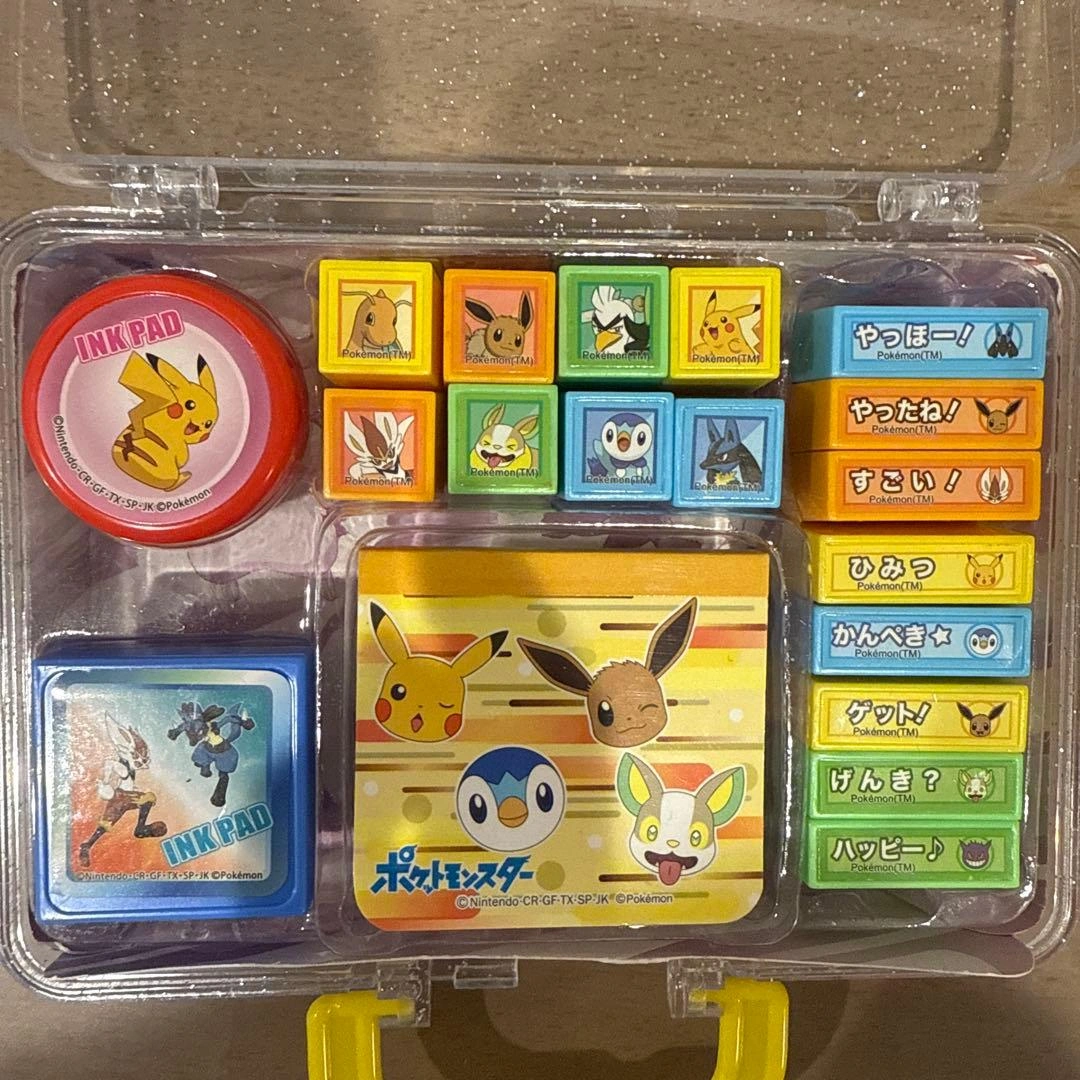 INK PAD
©Nintendo・CR・GF・TX・SP・JK ©Pokémon
Pokémon(TM)
Pokémon(TM)
Pokémon(TM)
Pokémon(TM)
Pokémon(TM)
Pokémon(TM)
Pokémon(TM)
Pokémon(TM)
やっほー!
Pokémon(TM)
やったね!
Pokémon(TM)
すごい!
Pokémon(TM)
ひみつ
Pokémon(TM)
かんぺき★
Pokémon(TM)
ゲット!
Pokémon(TM)
げんき?
Pokémon(TM)
ハッピー♪
Pokémon(TM)
INK PAD
©Nintendo・CR・GF・TX・SP・JK ©Pokémon
ポケットモンスター
©Nintendo・CR・GF・TX・SP・JK ©Pokémon